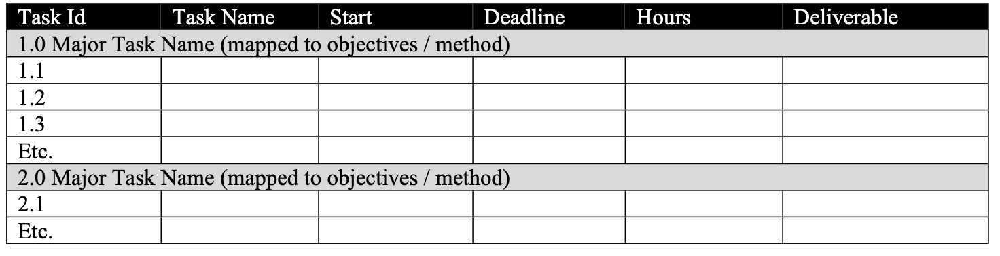 Task Id Task Name Start Deadline Hours Deliverable
1.0 Major Task Name (mapped to objectives / method)
1.1
1.2
1.3
Etc.
2.0 Major Task Name (mapped to objectives / method)
2.1
Etc.